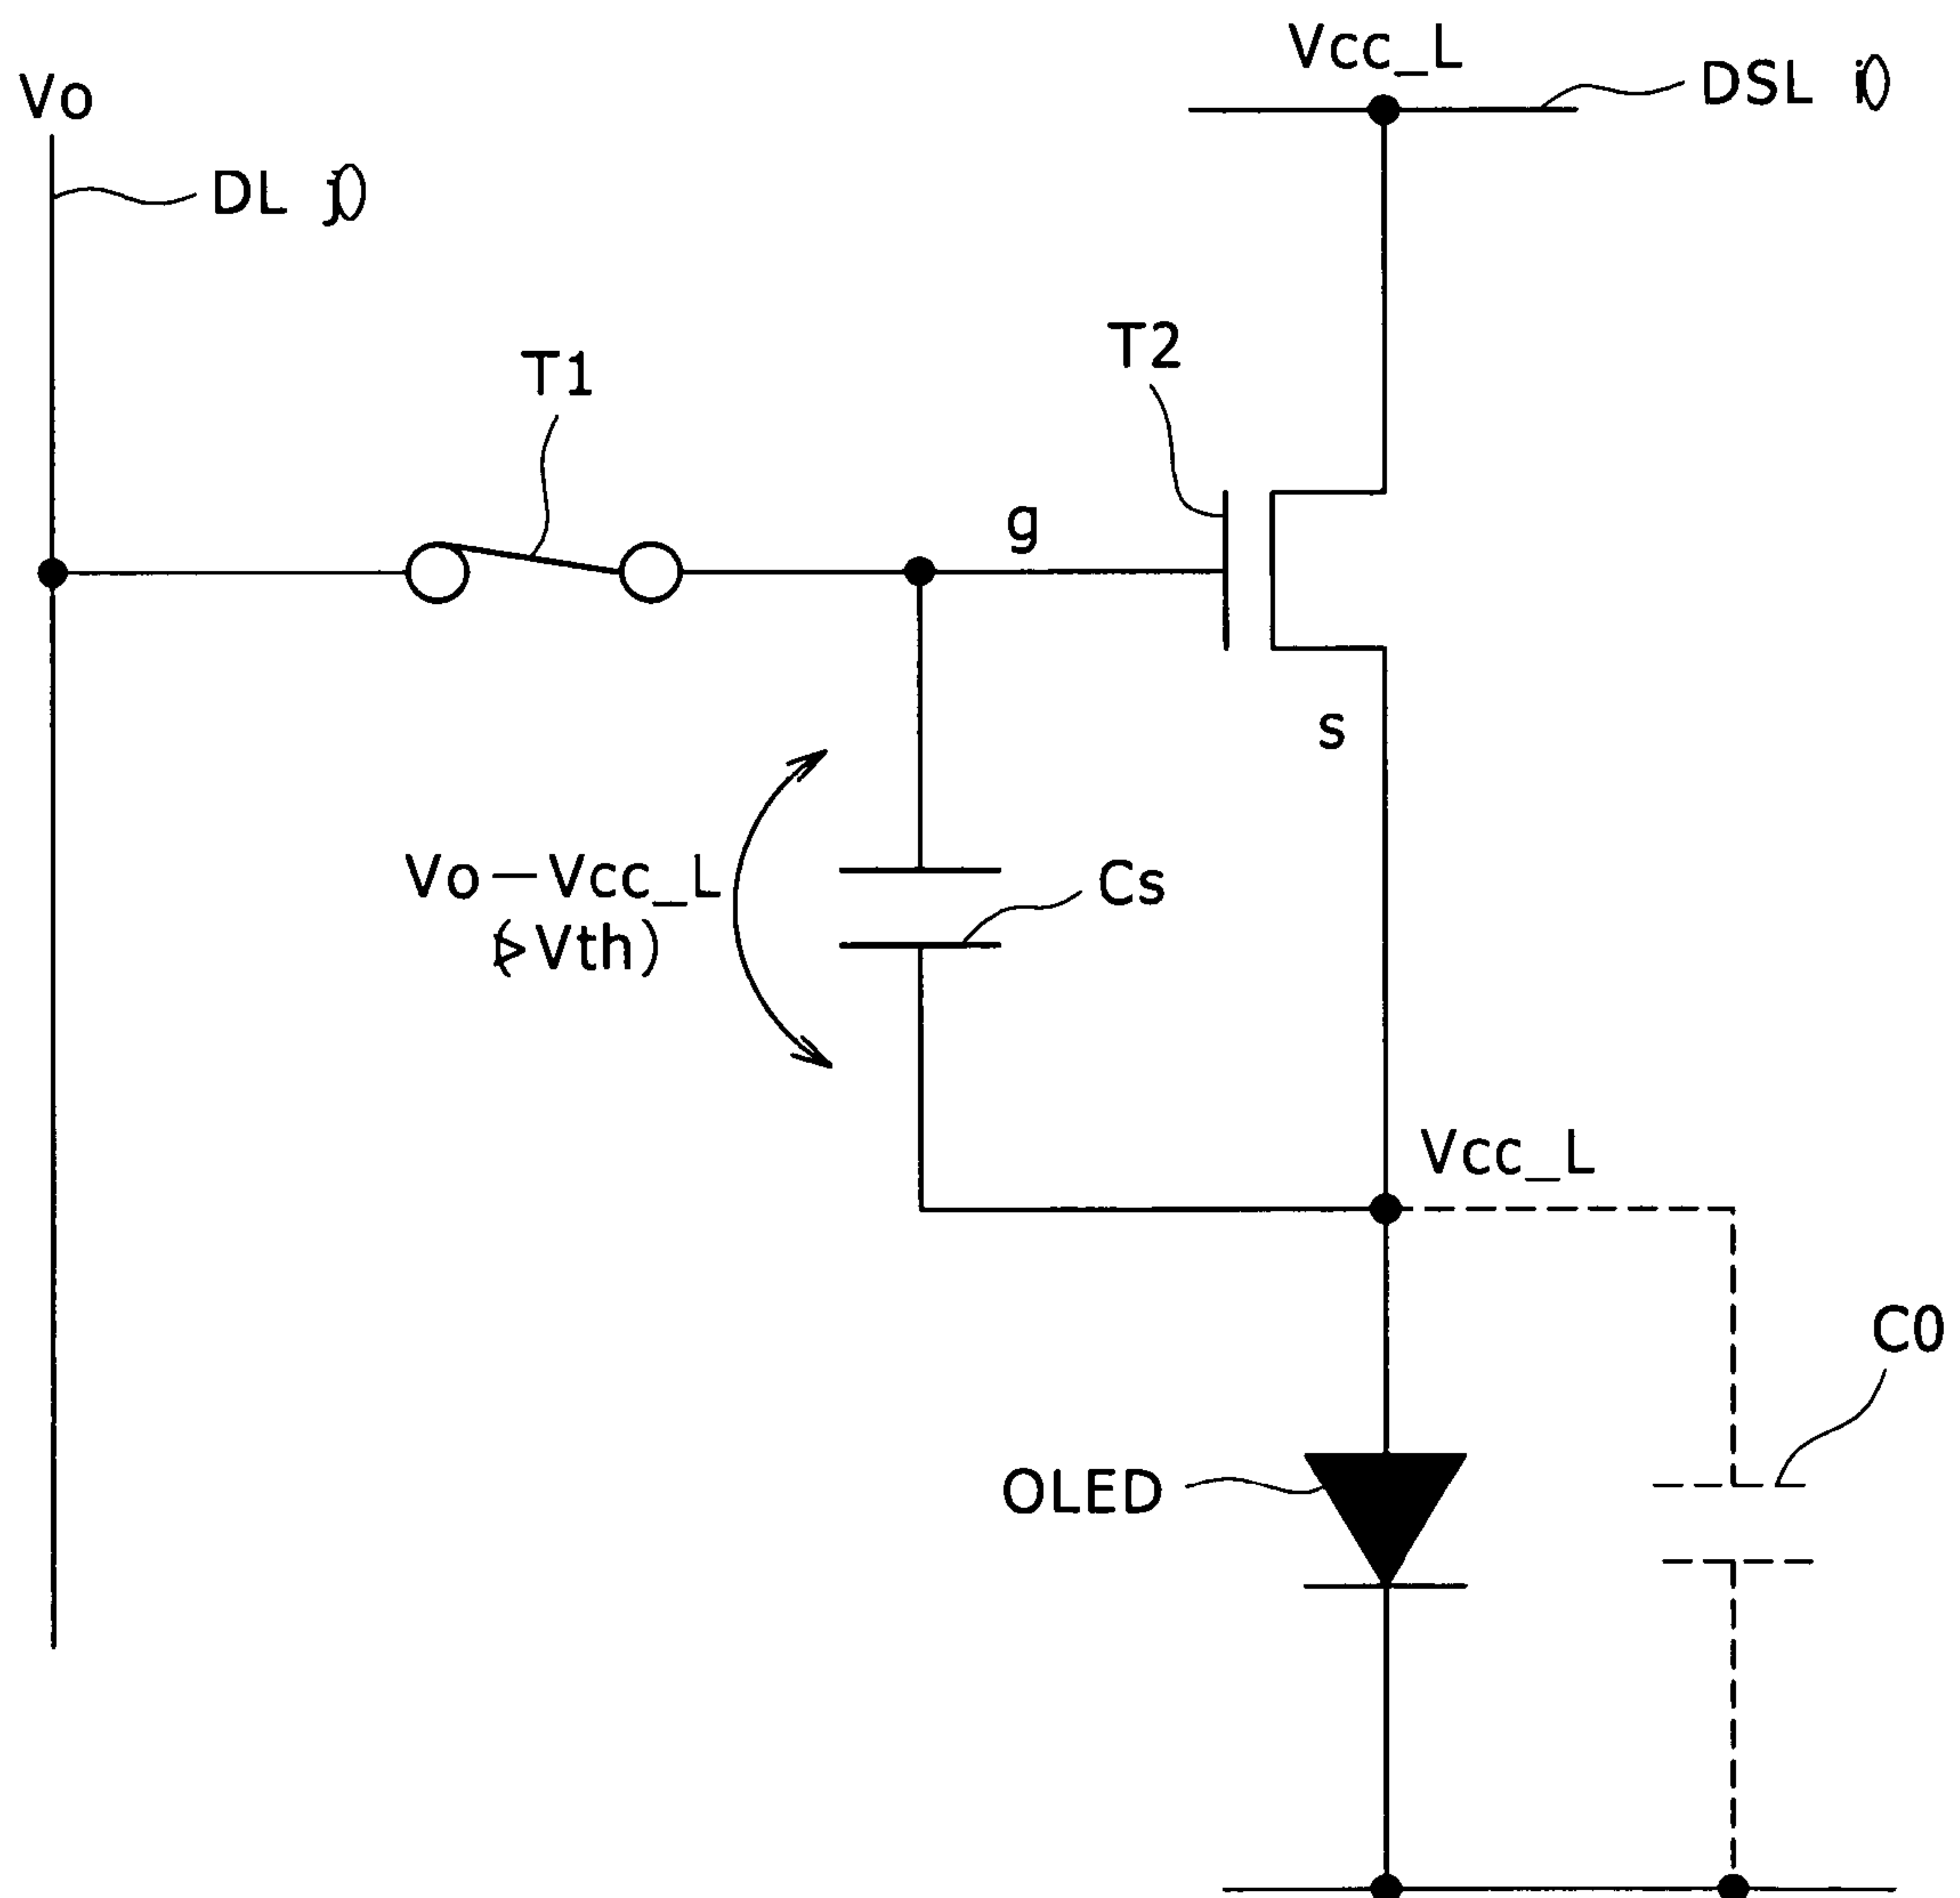 Vcc_L
Vo
DSL i()
DL j()
T2
T1
g
s
Vo−Vcc_L
(>Vth)
Cs
Vcc_L
C0
OLED